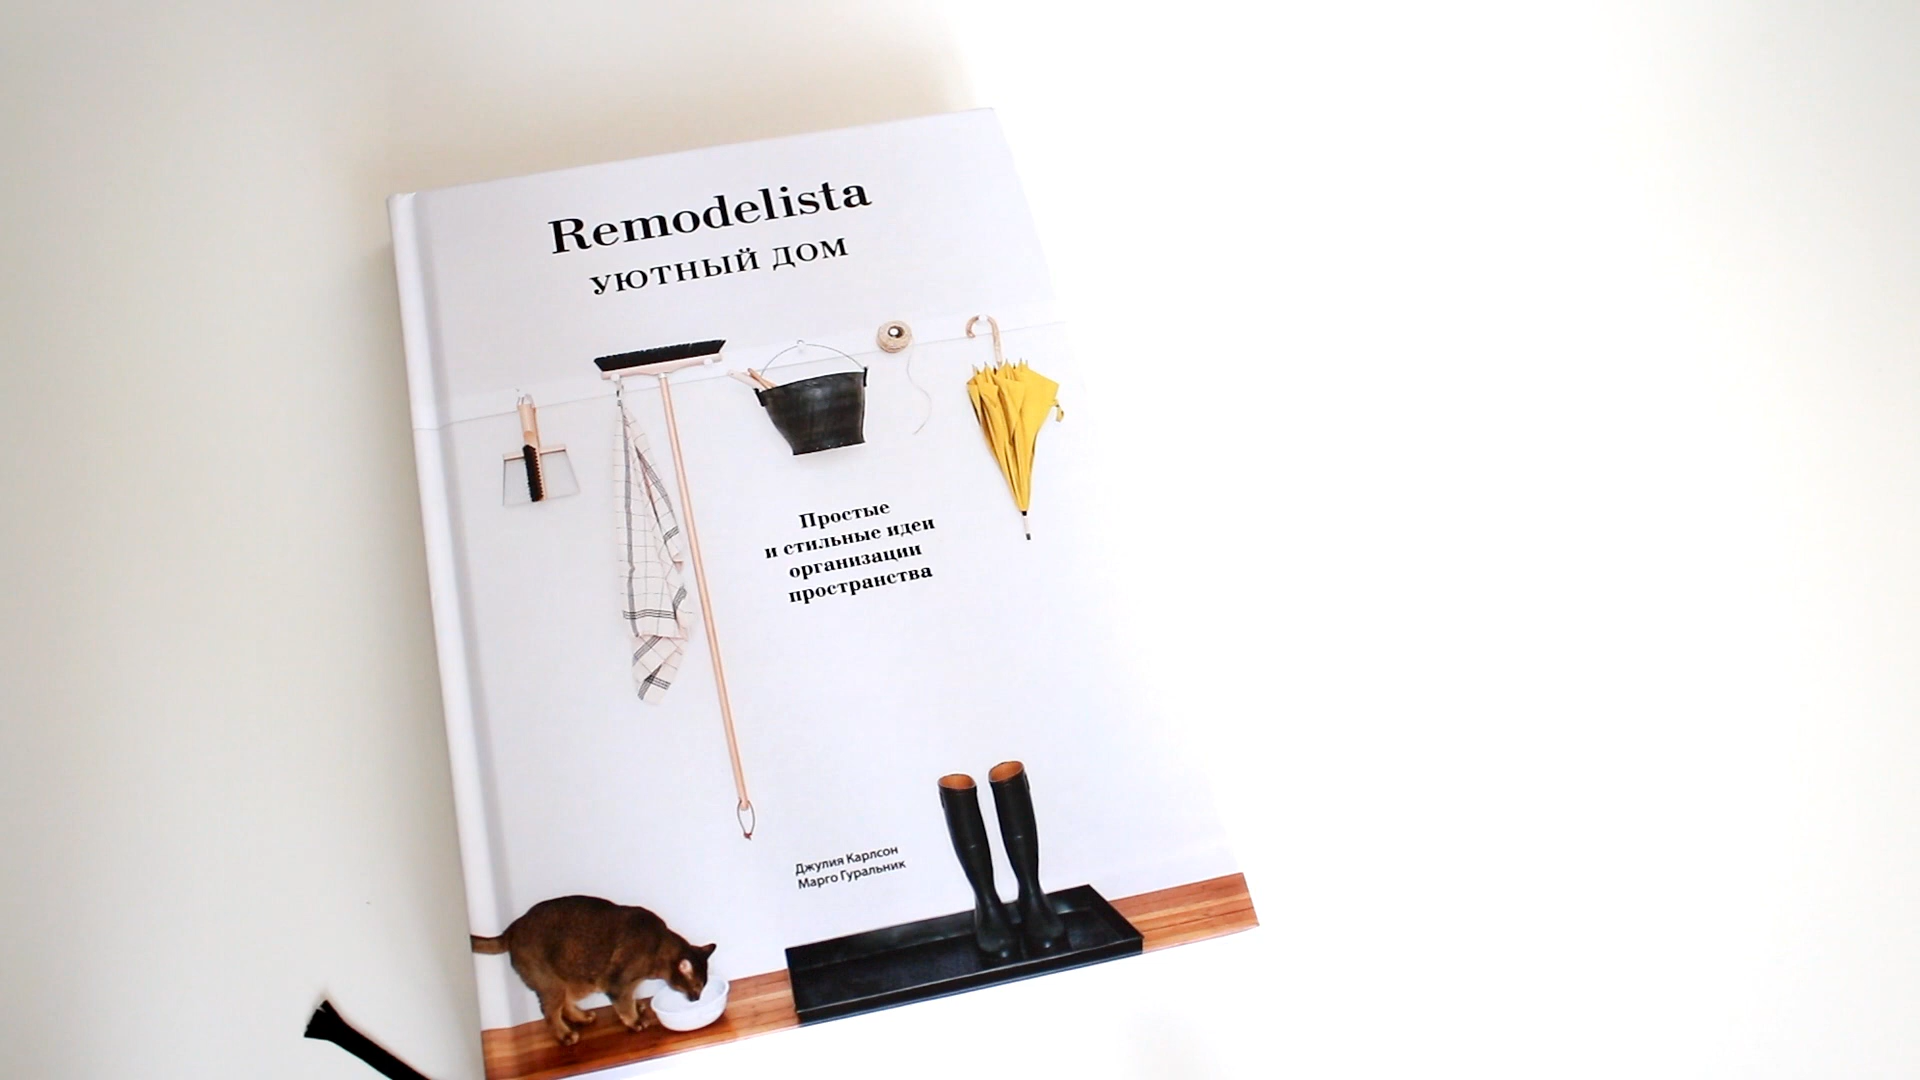 Remodelista
уютный дом
Простые
и стильные идеи
организации
пространства
Джулия Карлсон
Марго Гуральник